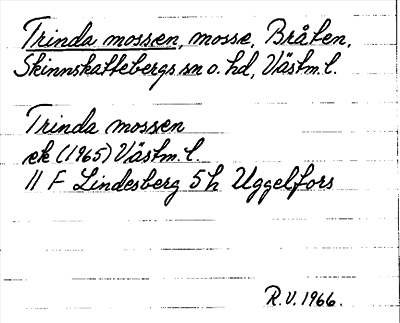 Trinda mossen, mosse, Bråten,
Skinnskattebergs sn o. hd, Västm. l.
Trinda mossen
ek (1965) Västm. l.
11 F Lindesberg 5 h Uggelfors
R.V. 1966.